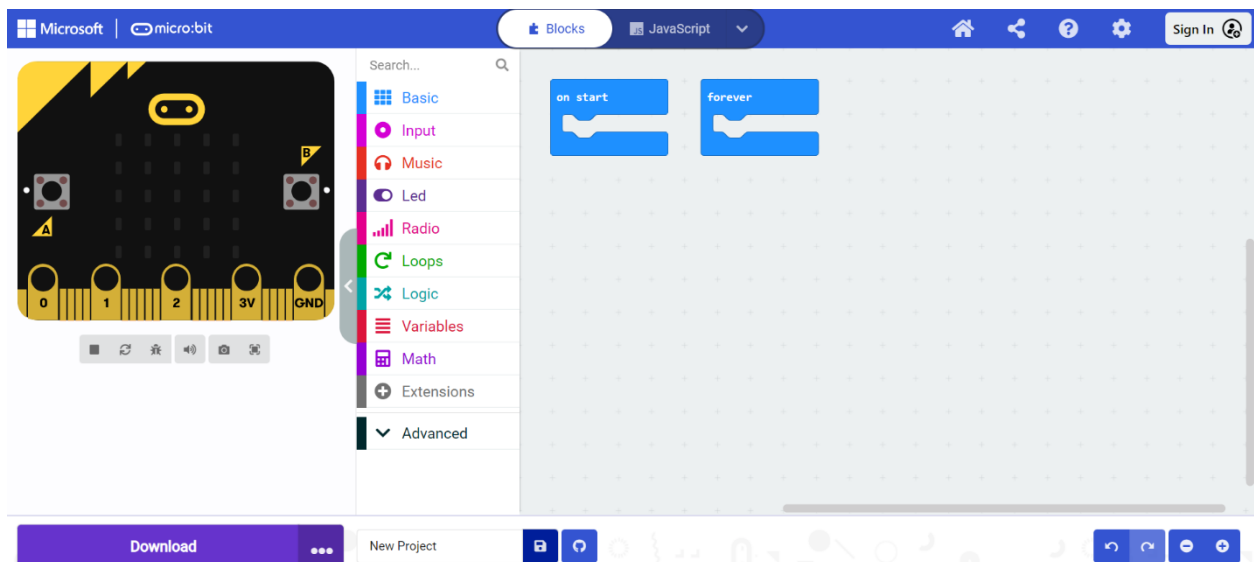 Microsoft micro:bit Blocks JS JavaScript Sign In
Search...
Basic
Input
Music
Led
Radio
Loops
Logic
Variables
Math
Extensions
Advanced
on start
forever
B
A
0 1 2 3V GND
Download
New Project